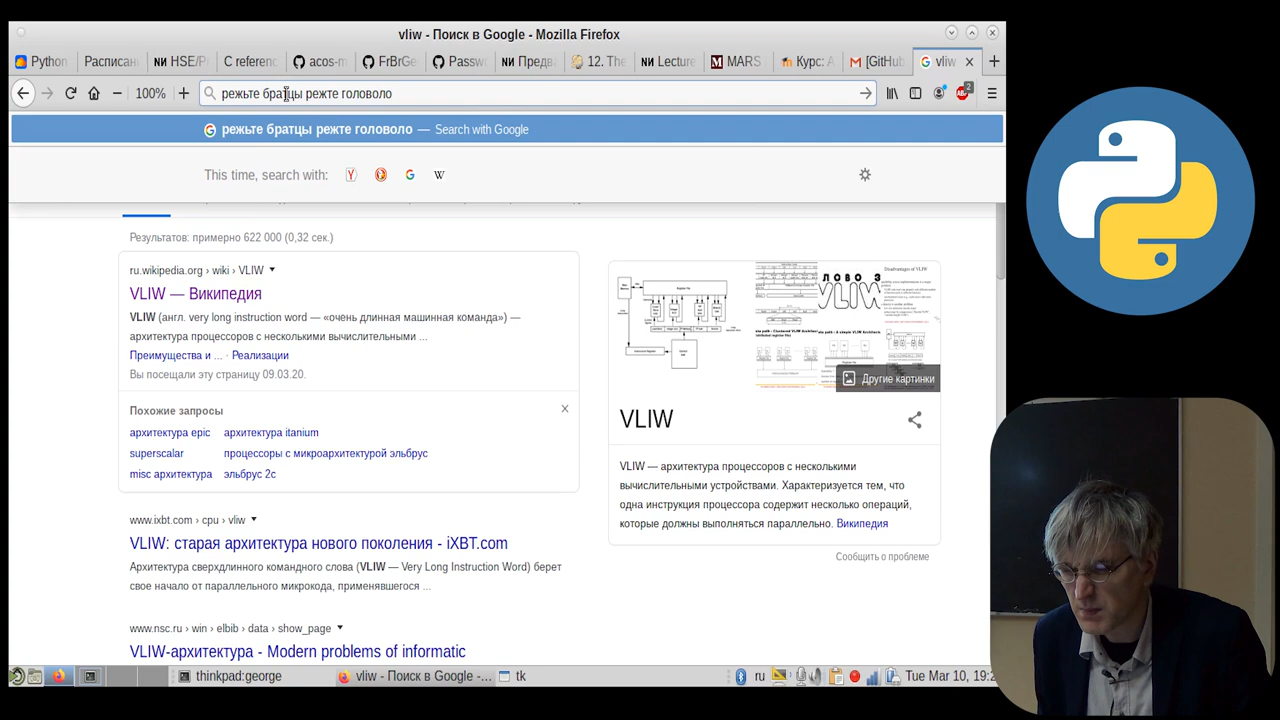 vliw - Поиск в Google - Mozilla Firefox
Python
Расписан
HSE/P
C referenc
acos-m
FrBrGe
Passw
Предва
12. The
Lecture
MARS
Курс: А
[GitHub
vliw
100%
режьте братцы режте головоло
2
режьте братцы режте головоло — Search with Google
This time, search with:
Результатов: примерно 622 000 (0,32 сек.)
ru.wikipedia.org › wiki › VLIW
VLIW — Википедия
VLIW (англ. very long instruction word — «очень длинная машинная команда») —
архитектура процессоров с несколькими вычислительными ...
Преимущества и ... · Реализации
Вы посещали эту страницу 09.03.20.
Похожие запросы
архитектура epic
архитектура itanium
superscalar
процессоры с микроархитектурой эльбрус
misc архитектура
эльбрус 2с
www.ixbt.com › cpu › vliw
VLIW: старая архитектура нового поколения - iXBT.com
Архитектура сверхдлинного командного слова (VLIW — Very Long Instruction Word) берет
свое начало от параллельного микрокода, применявшегося ...
www.nsc.ru › win › elbib › data › show_page
VLIW-архитектура - Modern problems of informatic
Disadvantages of VLIW
VLIW
Другие картинки
VLIW
VLIW — архитектура процессоров с несколькими
вычислительными устройствами. Характеризуется тем, что
одна инструкция процессора содержит несколько операций,
которые должны выполняться параллельно. Википедия
Сообщить о проблеме
thinkpad:george
vliw - Поиск в Google -...
tk
ru
Tue Mar 10, 19:2